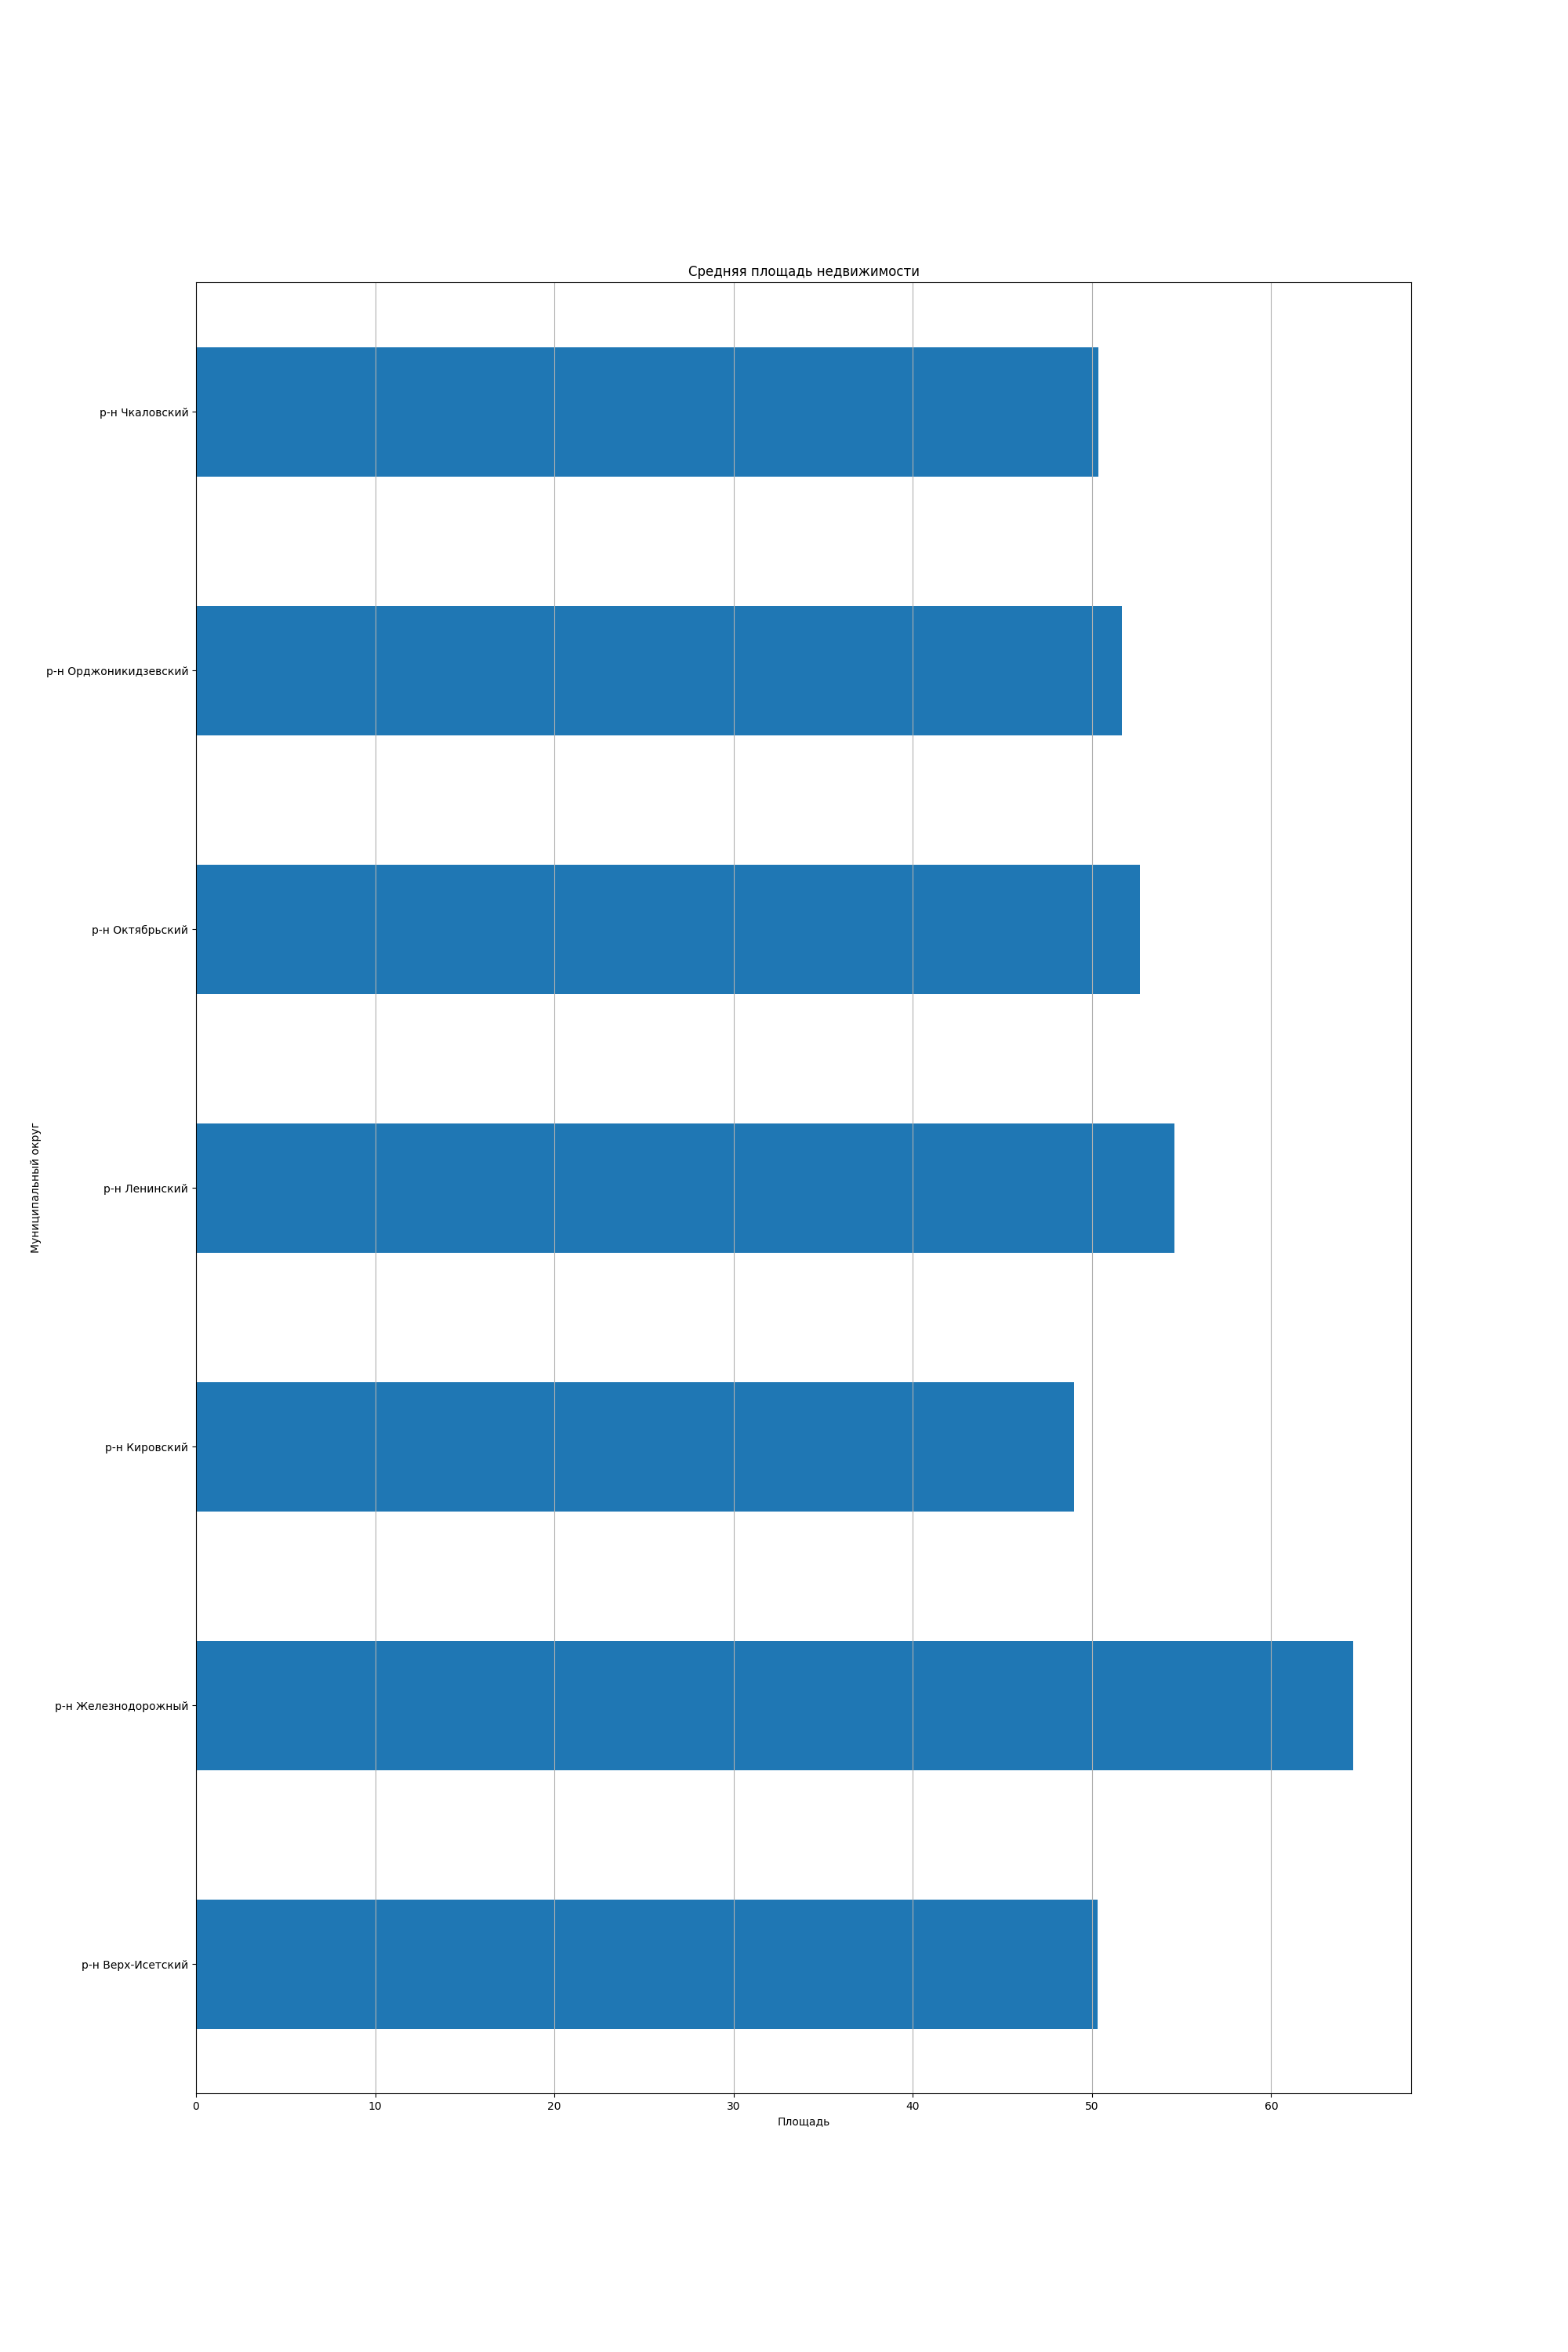 Средняя площадь недвижимости
р-н Чкаловский
р-н Орджоникидзевский
р-н Октябрьский
р-н Ленинский
р-н Кировский
р-н Железнодорожный
р-н Верх-Исетский
Муниципальный округ
0 10 20 30 40 50 60
Площадь